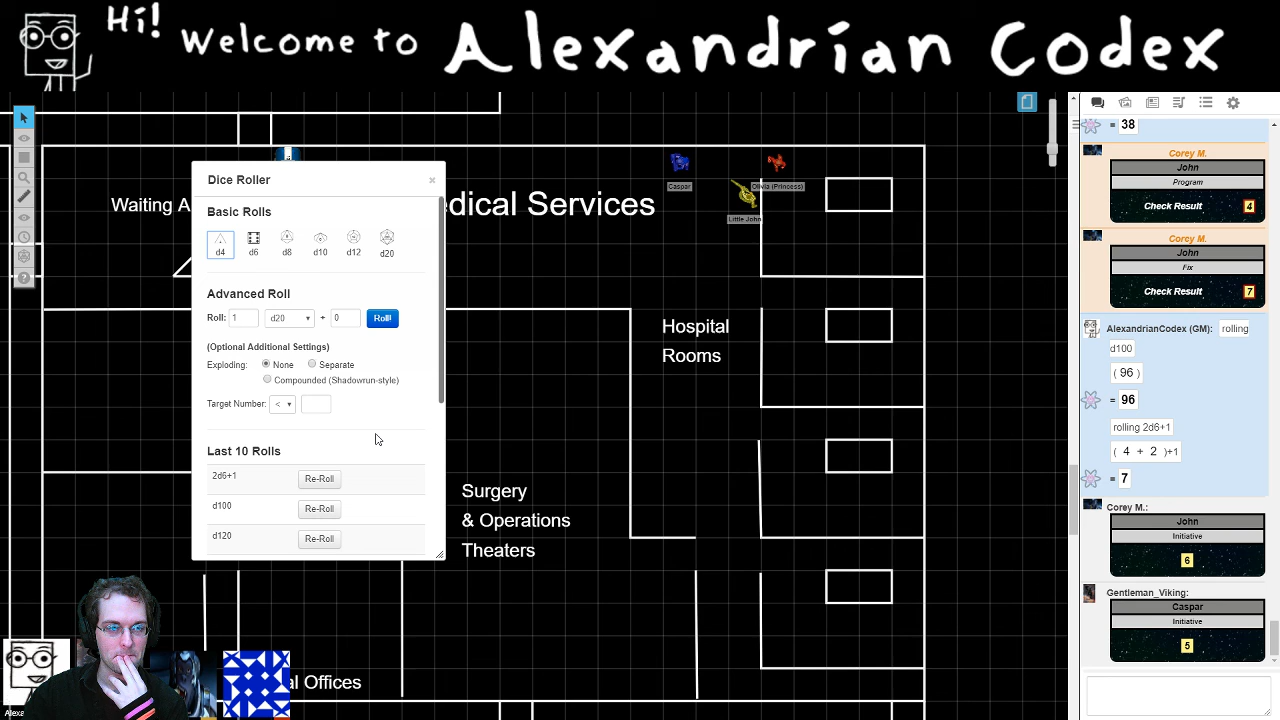 Hi! Welcome to Alexandrian Codex
Waiting A
edical Services
Caspar
Olivia (Princess)
Little John
Hospital
Rooms
Surgery
& Operations
Theaters
al Offices
Dice Roller
×
Basic Rolls
d4 d6 d8 d10 d12 d20
Advanced Roll
Roll: 1 d20 + 0 Roll!
(Optional Additional Settings)
Exploding: None Separate
Compounded (Shadowrun-style)
Target Number: <
Last 10 Rolls
2d6+1 Re-Roll
d100 Re-Roll
d120 Re-Roll
= 38
Corey M.
John
Program
Check Result 4
Corey M.
John
Fix
Check Result 7
AlexandrianCodex (GM): rolling
d100
( 96 )
= 96
rolling 2d6+1
( 4 + 2 )+1
= 7
Corey M.:
John
Initiative
6
Gentleman_Viking:
Caspar
Initiative
5
Alexa